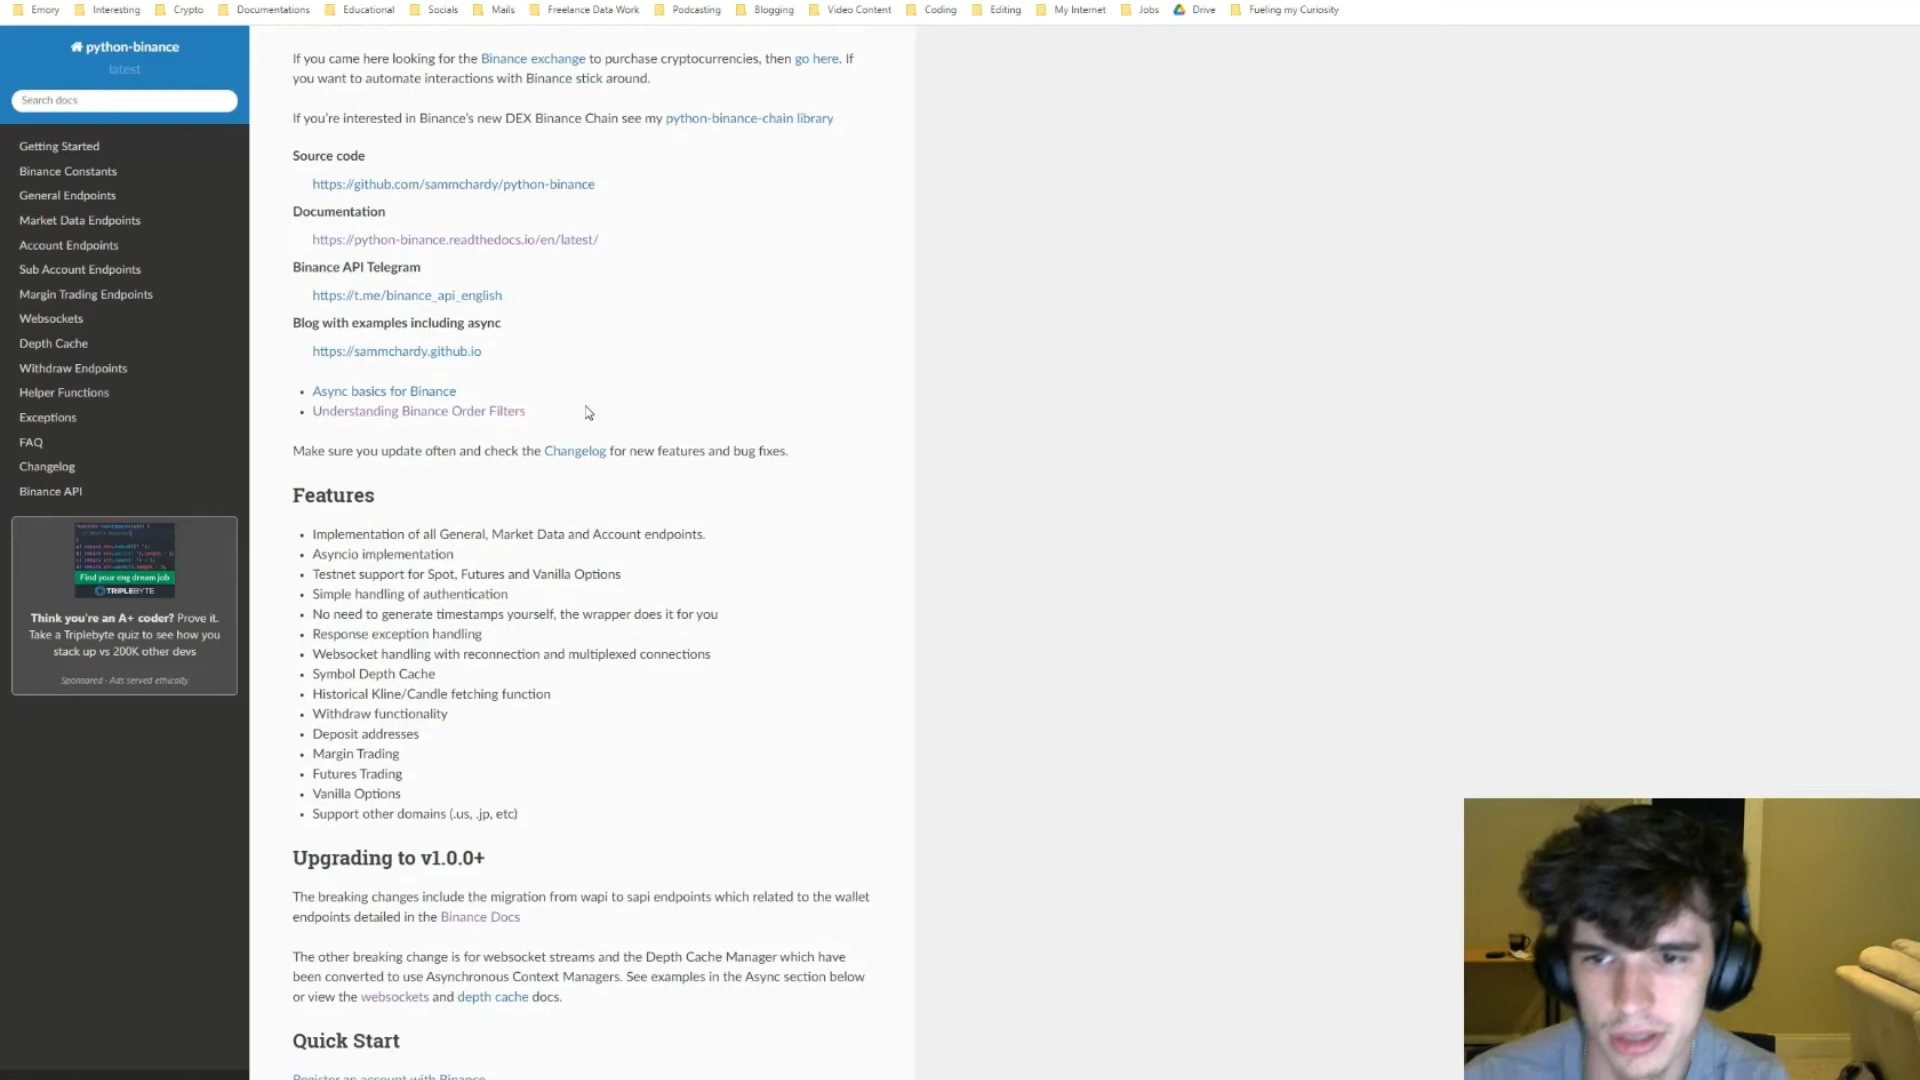 Emory Interesting Crypto Documentations Educational Socials Mails Freelance Data Work Podcasting Blogging Video Content Coding Editing My Internet Jobs Drive Fueling my Curiosity
python-binance
latest
Search docs
Getting Started
Binance Constants
General Endpoints
Market Data Endpoints
Account Endpoints
Sub Account Endpoints
Margin Trading Endpoints
Websockets
Depth Cache
Withdraw Endpoints
Helper Functions
Exceptions
FAQ
Changelog
Binance API
Find your eng dream job
TRIPLEBYTE
Think you're an A+ coder? Prove it.
Take a Triplebyte quiz to see how you
stack up vs 200K other devs
Sponsored · Ads served ethically
If you came here looking for the Binance exchange to purchase cryptocurrencies, then go here. If
you want to automate interactions with Binance stick around.
If you're interested in Binance's new DEX Binance Chain see my python-binance-chain library
Source code
https://github.com/sammchardy/python-binance
Documentation
https://python-binance.readthedocs.io/en/latest/
Binance API Telegram
https://t.me/binance_api_english
Blog with examples including async
https://sammchardy.github.io
• Async basics for Binance
• Understanding Binance Order Filters
Make sure you update often and check the Changelog for new features and bug fixes.
Features
• Implementation of all General, Market Data and Account endpoints.
• Asyncio implementation
• Testnet support for Spot, Futures and Vanilla Options
• Simple handling of authentication
• No need to generate timestamps yourself, the wrapper does it for you
• Response exception handling
• Websocket handling with reconnection and multiplexed connections
• Symbol Depth Cache
• Historical Kline/Candle fetching function
• Withdraw functionality
• Deposit addresses
• Margin Trading
• Futures Trading
• Vanilla Options
• Support other domains (.us, .jp, etc)
Upgrading to v1.0.0+
The breaking changes include the migration from wapi to sapi endpoints which related to the wallet
endpoints detailed in the Binance Docs
The other breaking change is for websocket streams and the Depth Cache Manager which have
been converted to use Asynchronous Context Managers. See examples in the Async section below
or view the websockets and depth cache docs.
Quick Start
Register an account with Binance